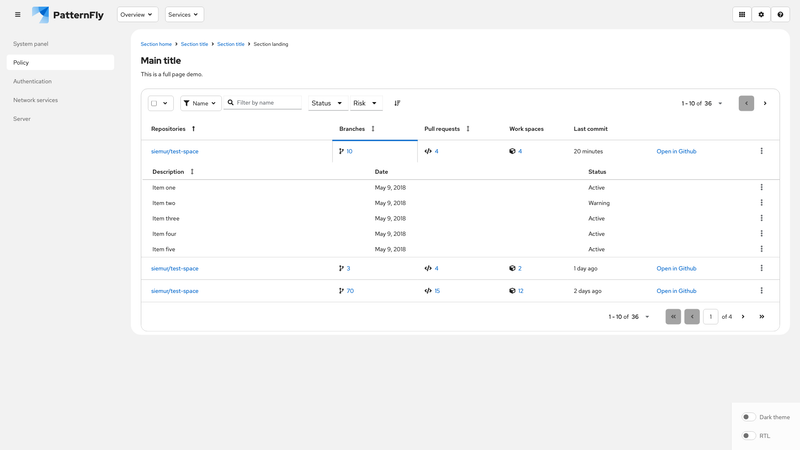 PatternFly Overview Services
System panel
Policy
Authentication
Network services
Server
Section home Section title Section title Section landing
Main title
This is a full page demo.
Name Filter by name Status Risk 1 - 10 of 36
Repositories Branches Pull requests Work spaces Last commit
siemur/test-space 10 4 4 20 minutes Open in Github
Description Date Status
Item one May 9, 2018 Active
Item two May 9, 2018 Warning
Item three May 9, 2018 Active
Item four May 9, 2018 Active
Item five May 9, 2018 Active
siemur/test-space 3 4 2 1 day ago Open in Github
siemur/test-space 70 15 12 2 days ago Open in Github
1 - 10 of 36 1 of 4
Dark theme
RTL